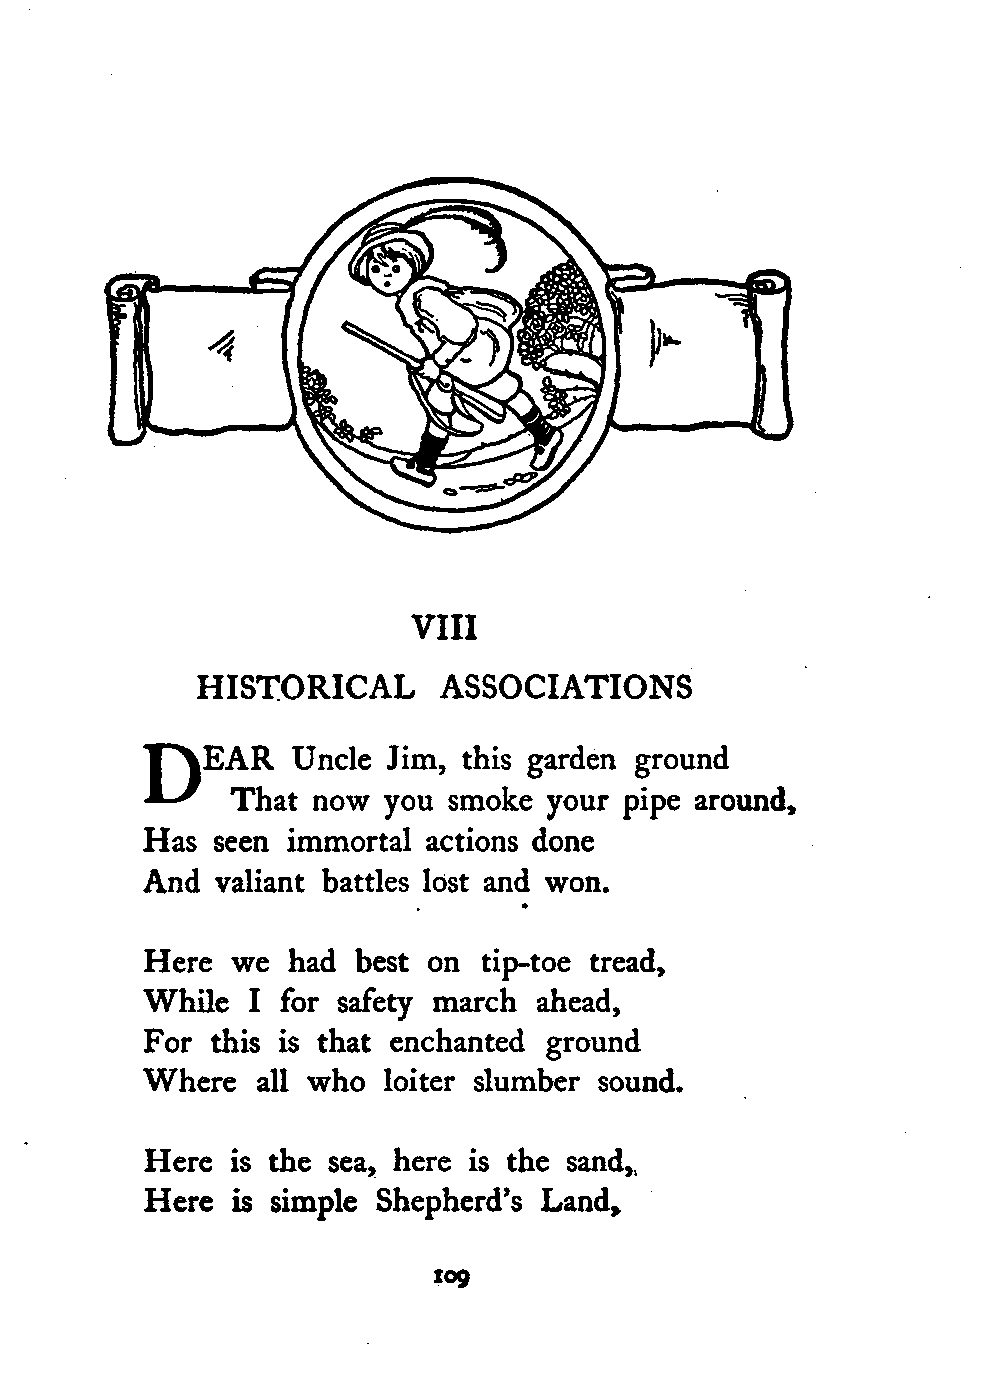 VIII
HISTORICAL ASSOCIATIONS
DEAR Uncle Jim, this garden ground
That now you smoke your pipe around,
Has seen immortal actions done
And valiant battles lost and won.
Here we had best on tip-toe tread,
While I for safety march ahead,
For this is that enchanted ground
Where all who loiter slumber sound.
Here is the sea, here is the sand,
Here is simple Shepherd's Land,
109